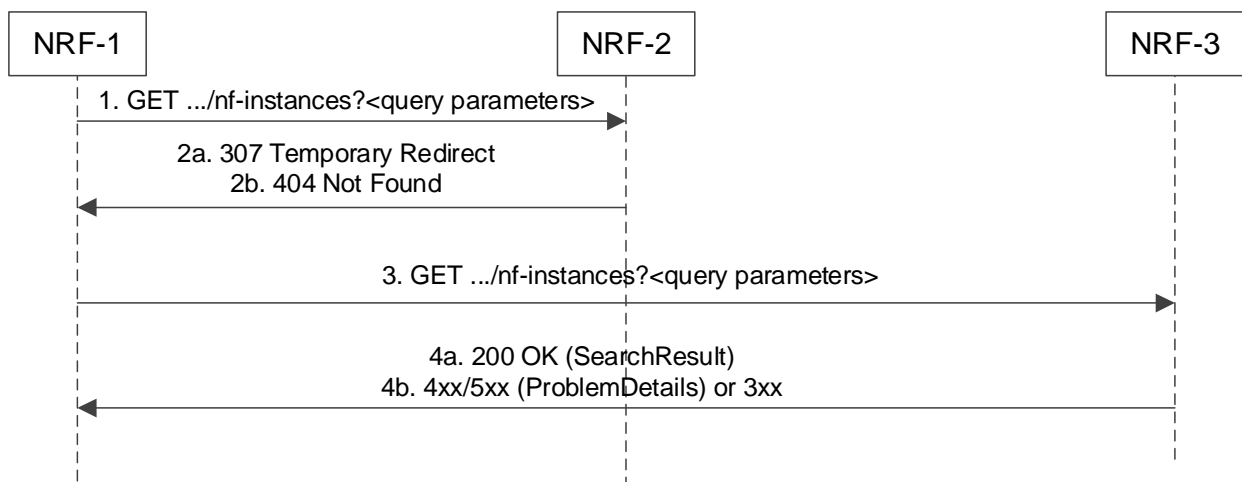 NRF-1
NRF-2
NRF-3
1. GET .../nf-instances?<query parameters>
2a. 307 Temporary Redirect
2b. 404 Not Found
3. GET .../nf-instances?<query parameters>
4a. 200 OK (SearchResult)
4b. 4xx/5xx (ProblemDetails) or 3xx